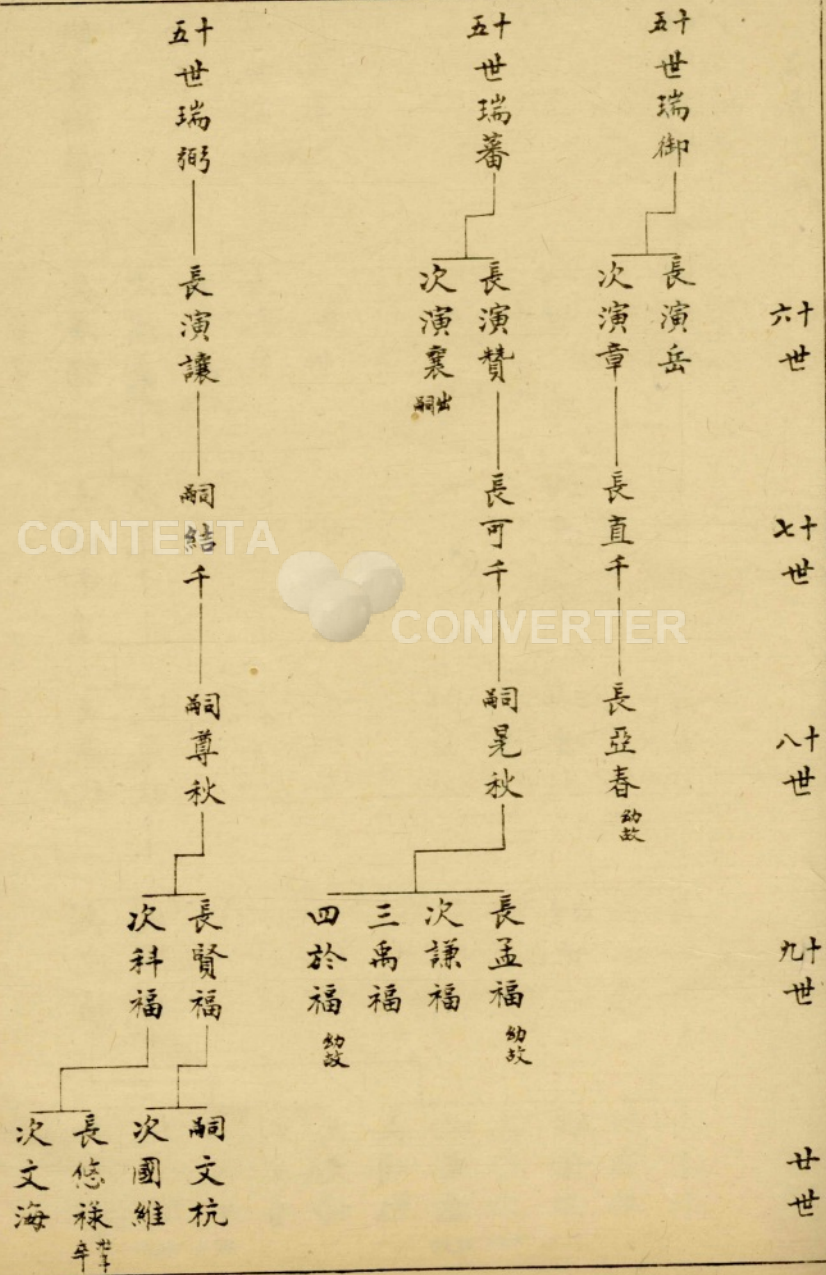 十六世
十七世
十八世
十九世
廿世
十五世瑞御
長演岳
次演章
長直千
長亞春 幼故
十五世瑞蕃
長演贊
次演襄 出嗣
長可千
嗣晃秋
長孟福 幼故
次謙福
三禹福
四於福 幼故
十五世瑞弼
長演讓
嗣結千
嗣尊秋
長賢福
次科福
嗣文杭
次國維
長悠祿
次文海
CONTENTA
CONVERTER